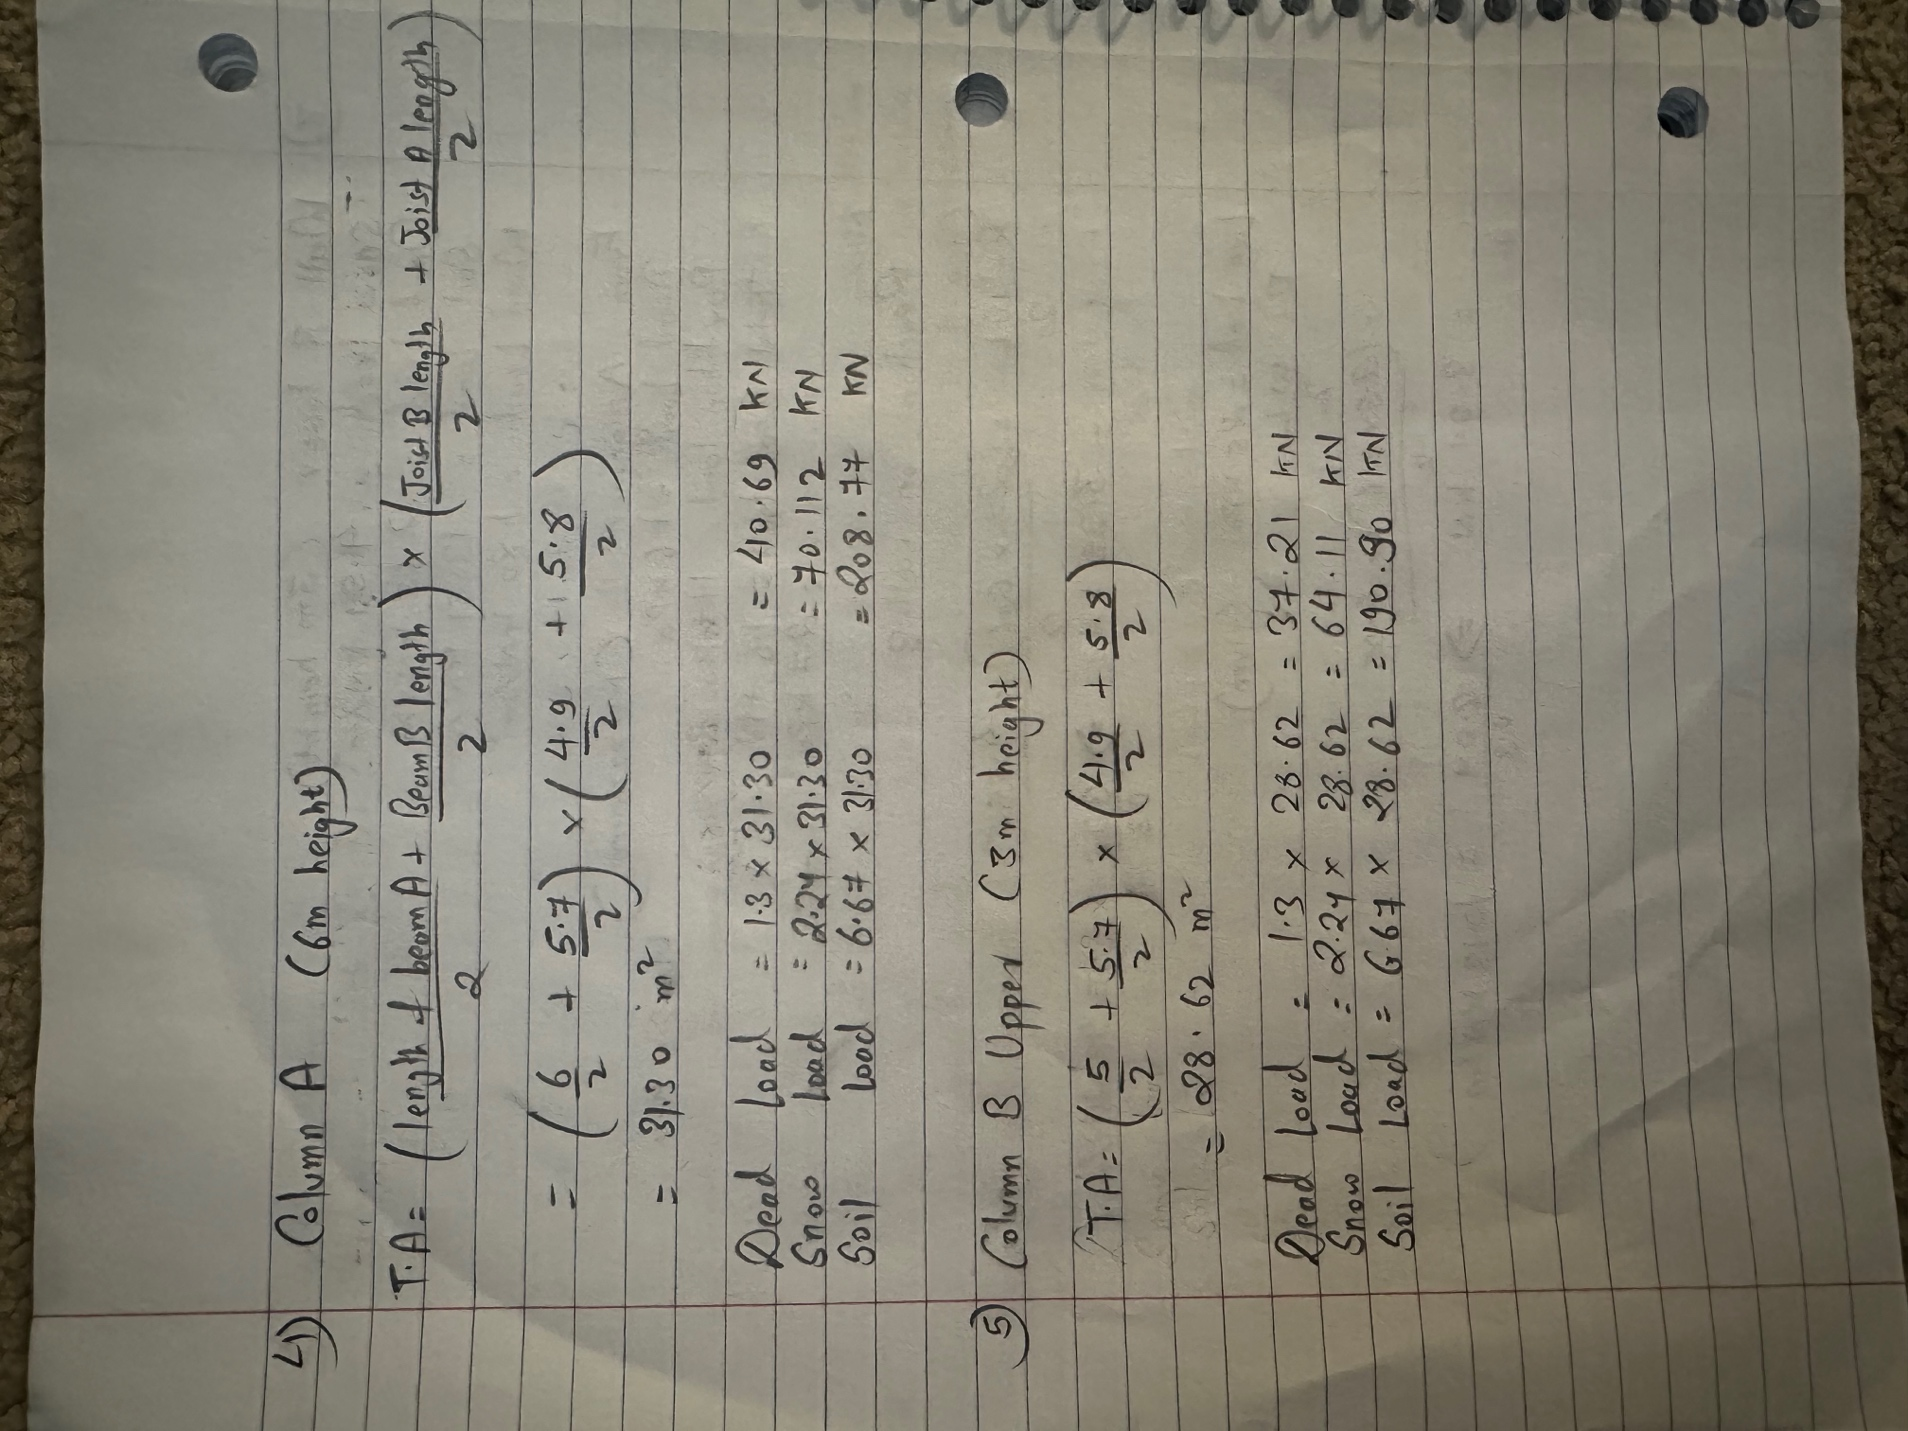 4) Column A (6m height)
T.A = (length of beam A/2 + Beam B length/2) x (Joist B length/2 + Joist A length/2)
= (6/2 + 5.7/2) x (4.9/2 + 5.8/2)
= 31.30 m²
Dead Load = 1.3 x 31.30 = 40.69 KN
Snow Load = 2.24 x 31.30 = 70.112 KN
Soil Load = 6.67 x 31.30 = 208.77 KN
5) Column B Upper (3m height)
T.A = (5/2 + 5.7/2) x (4.9/2 + 5.8/2)
= 28.62 m²
Dead Load = 1.3 x 28.62 = 37.21 KN
Snow Load = 2.24 x 28.62 = 64.11 KN
Soil Load = 6.67 x 28.62 = 190.90 KN